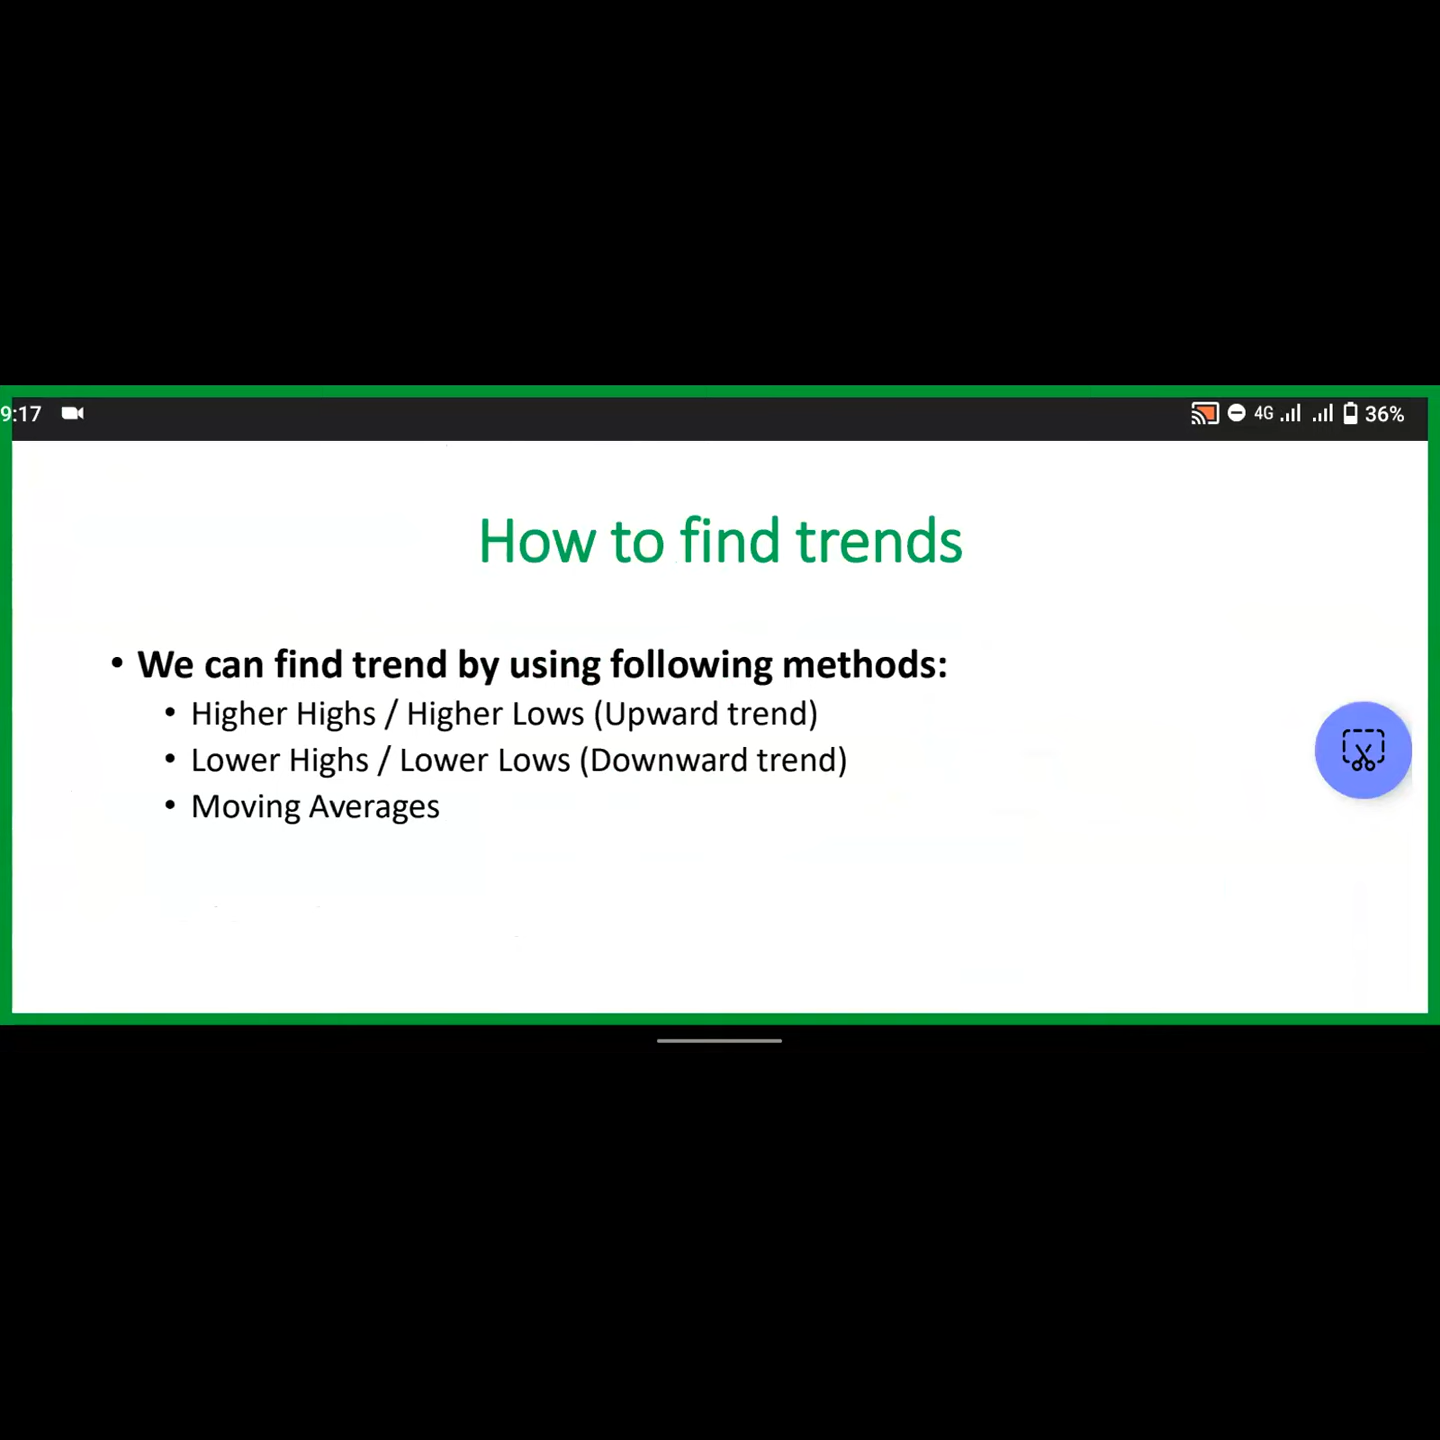 9:17 4G 36%
How to find trends
• We can find trend by using following methods:
• Higher Highs / Higher Lows (Upward trend)
• Lower Highs / Lower Lows (Downward trend)
• Moving Averages